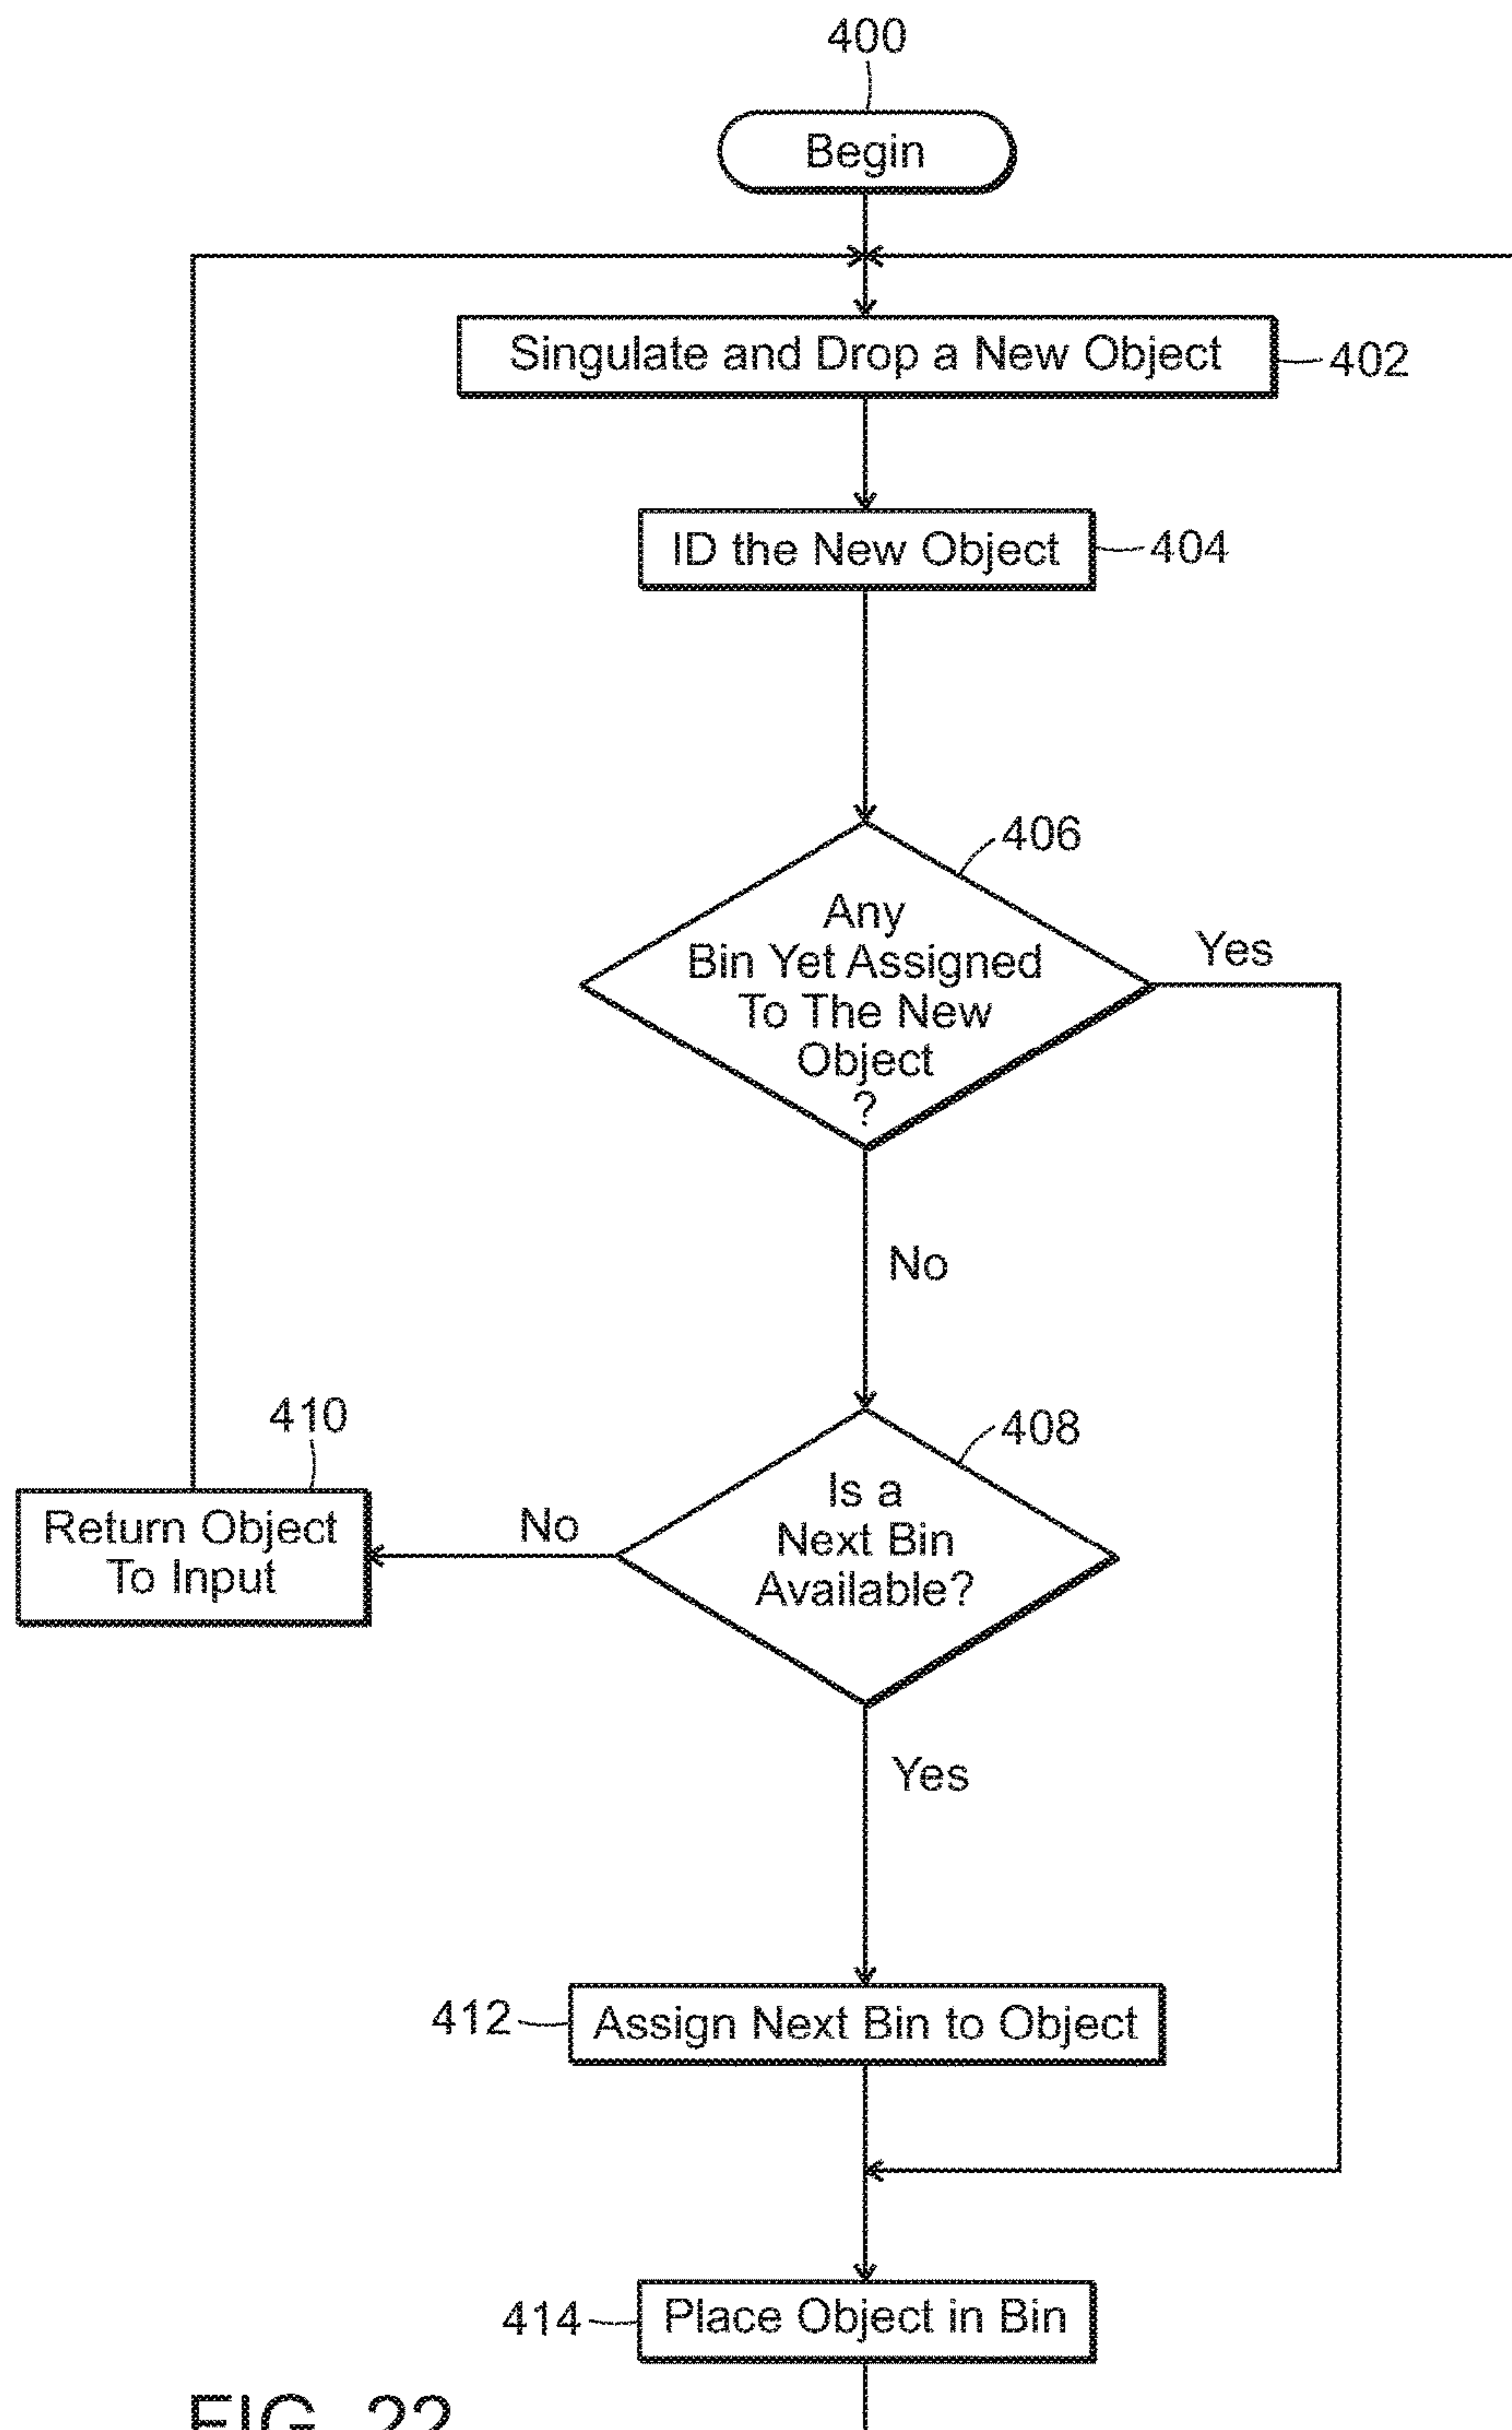 400
Begin
Singulate and Drop a New Object
402
ID the New Object
404
406
Any
Bin Yet Assigned
To The New
Object
?
Yes
No
408
Is a
Next Bin
Available?
No
410
Return Object
To Input
Yes
412
Assign Next Bin to Object
414
Place Object in Bin
FIG. 22